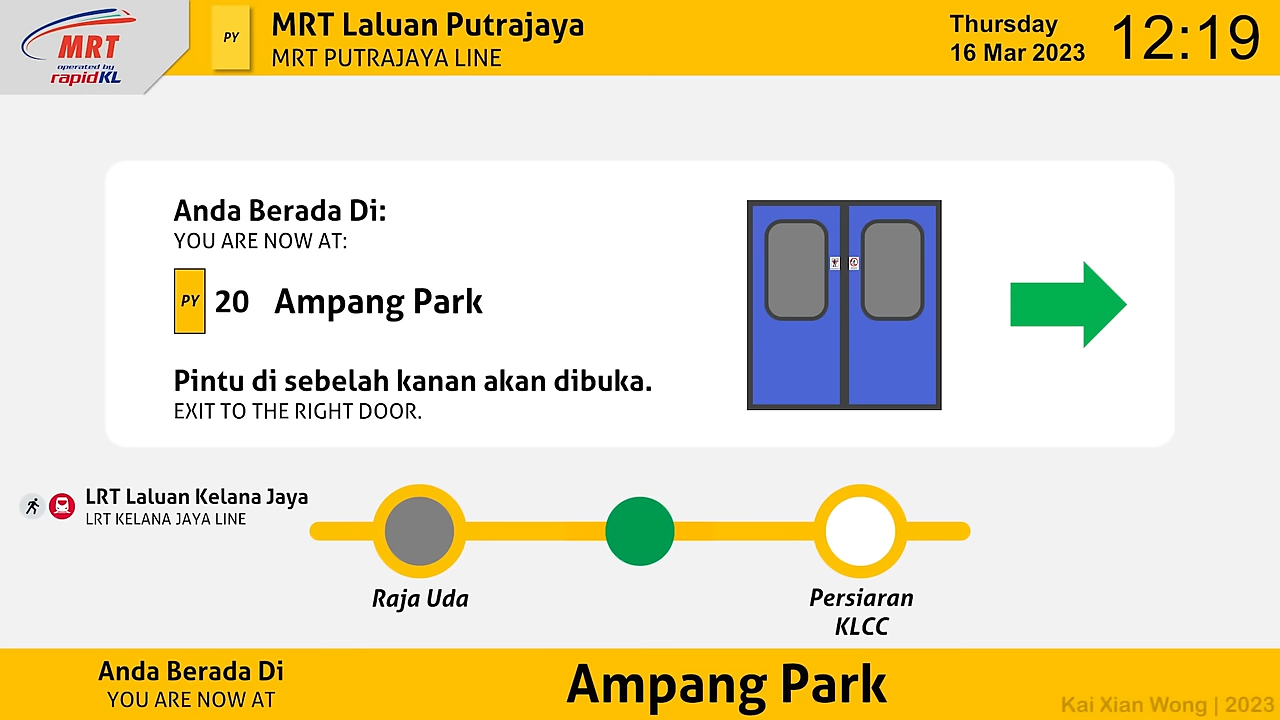 MRT
operated by
rapidKL
PY
MRT Laluan Putrajaya
MRT PUTRAJAYA LINE
Thursday
16 Mar 2023
12:19
Anda Berada Di:
YOU ARE NOW AT:
PY 20 Ampang Park
Pintu di sebelah kanan akan dibuka.
EXIT TO THE RIGHT DOOR.
LRT Laluan Kelana Jaya
LRT KELANA JAYA LINE
Raja Uda
Persiaran
KLCC
Anda Berada Di
YOU ARE NOW AT
Ampang Park
Kai Xian Wong | 2023